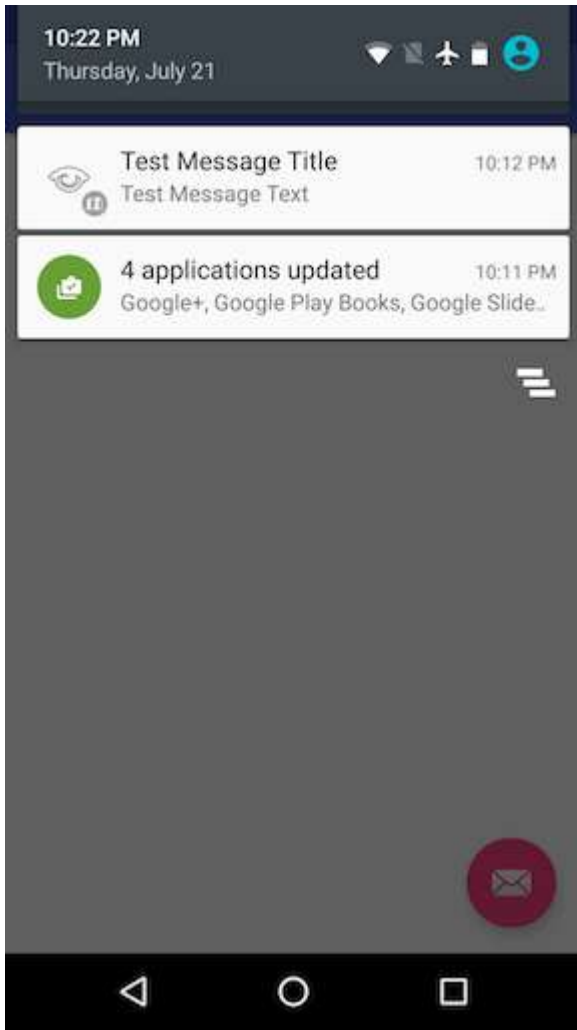 10:22 PM
Thursday, July 21
Test Message Title 10:12 PM
Test Message Text
4 applications updated 10:11 PM
Google+, Google Play Books, Google Slide..